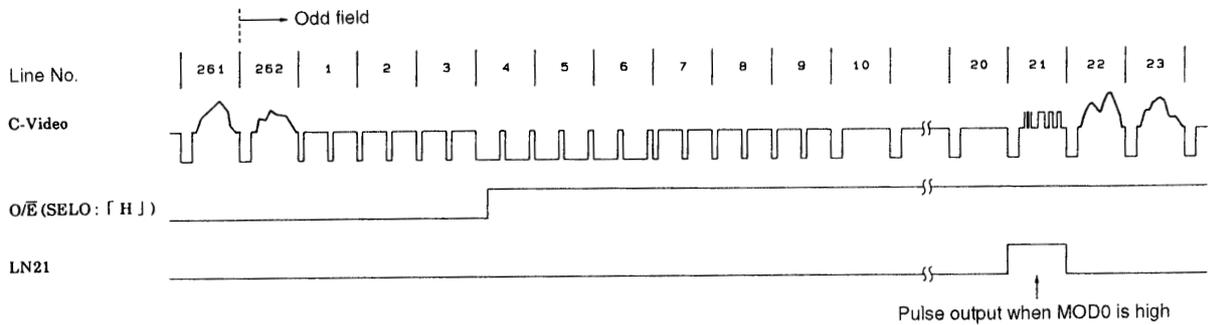 Odd field
Line No. 261 262 1 2 3 4 5 6 7 8 9 10 20 21 22 23
C-Video
O/E̅ (SELO : 「 H 」)
LN21
Pulse output when MOD0 is high